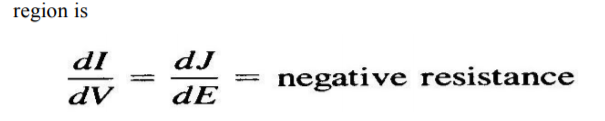 region is
dI/dV = dJ/dE = negative resistance